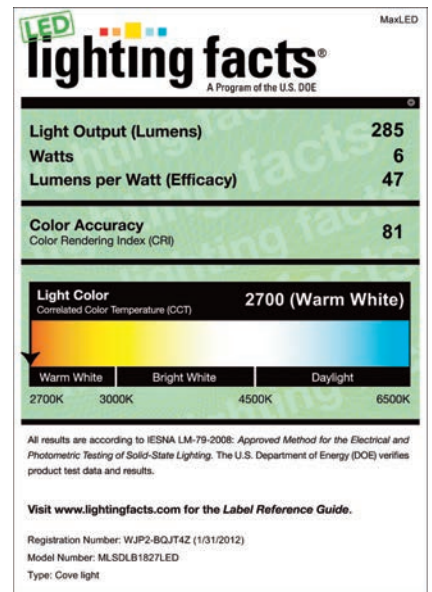 MaxLED
LED
lighting facts®
A Program of the U.S. DOE
Light Output (Lumens) 285
Watts 6
Lumens per Watt (Efficacy) 47
Color Accuracy 81
Color Rendering Index (CRI)
Light Color 2700 (Warm White)
Correlated Color Temperature (CCT)
Warm White Bright White Daylight
2700K 3000K 4500K 6500K
All results are according to IESNA LM-79-2008: Approved Method for the Electrical and
Photometric Testing of Solid-State Lighting. The U.S. Department of Energy (DOE) verifies
product test data and results.
Visit www.lightingfacts.com for the Label Reference Guide.
Registration Number: WJP2-BQJT4Z (1/31/2012)
Model Number: MLSDLB1827LED
Type: Cove light